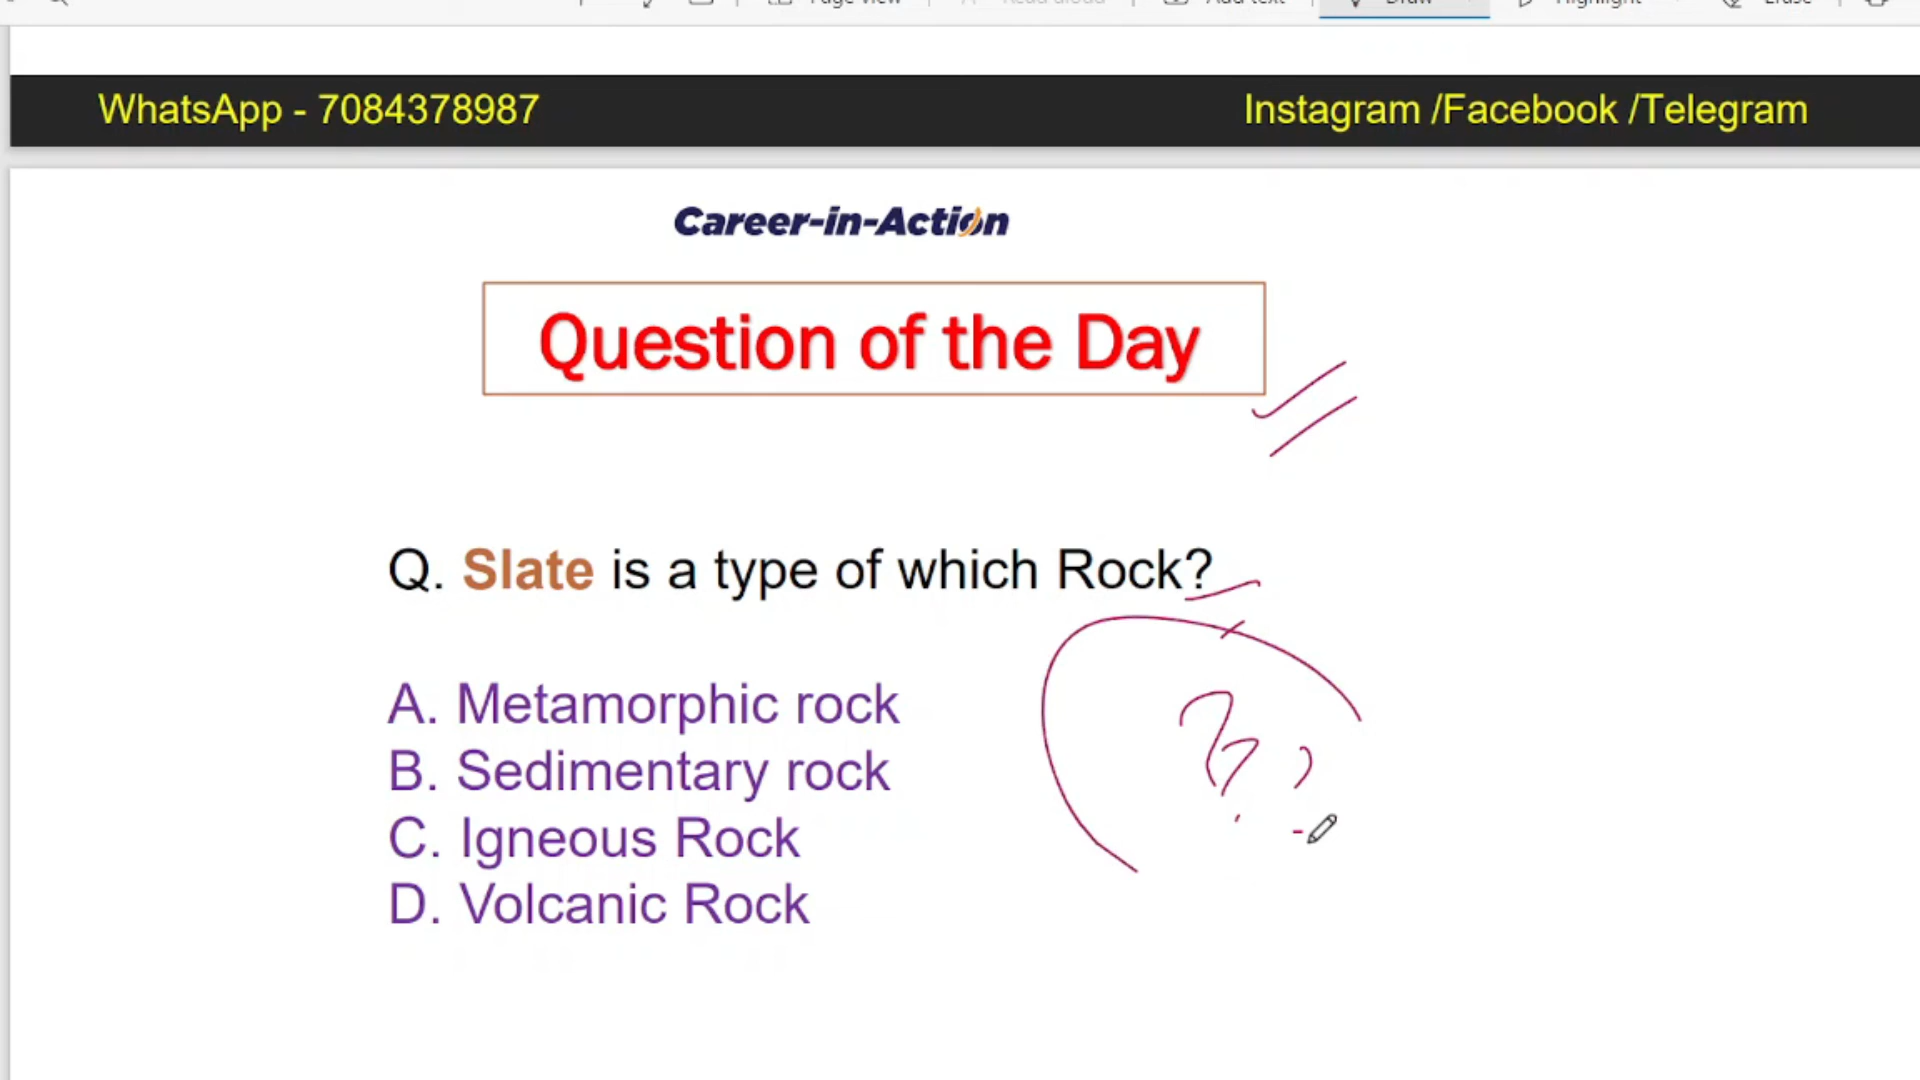 WhatsApp - 7084378987 Instagram /Facebook /Telegram
Career-in-Action
Question of the Day
Q. Slate is a type of which Rock?
A. Metamorphic rock
B. Sedimentary rock
C. Igneous Rock
D. Volcanic Rock